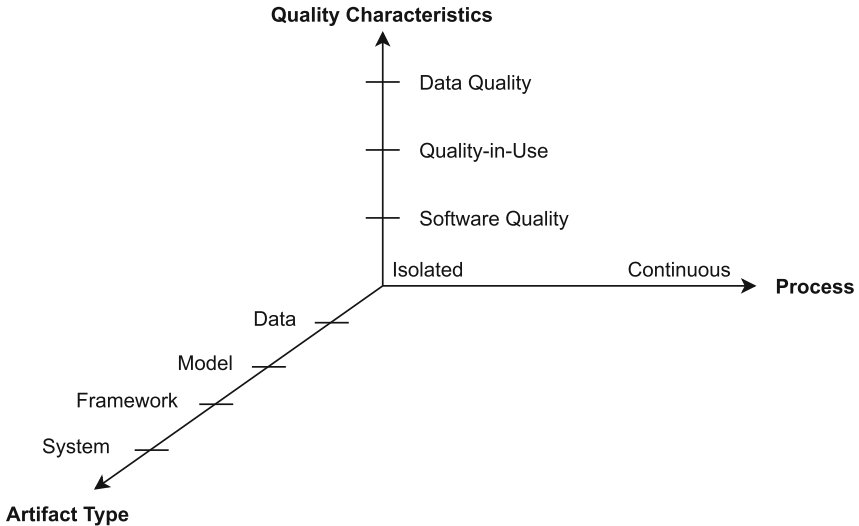 Quality Characteristics
Data Quality
Quality-in-Use
Software Quality
Isolated
Continuous
Process
Data
Model
Framework
System
Artifact Type